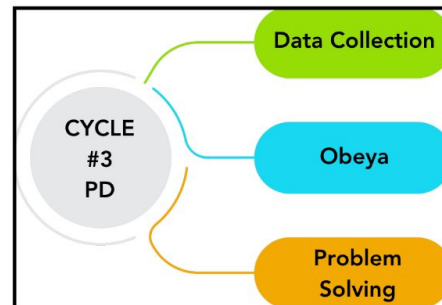 CYCLE
#3
PD
Data Collection
Obeya
Problem
Solving